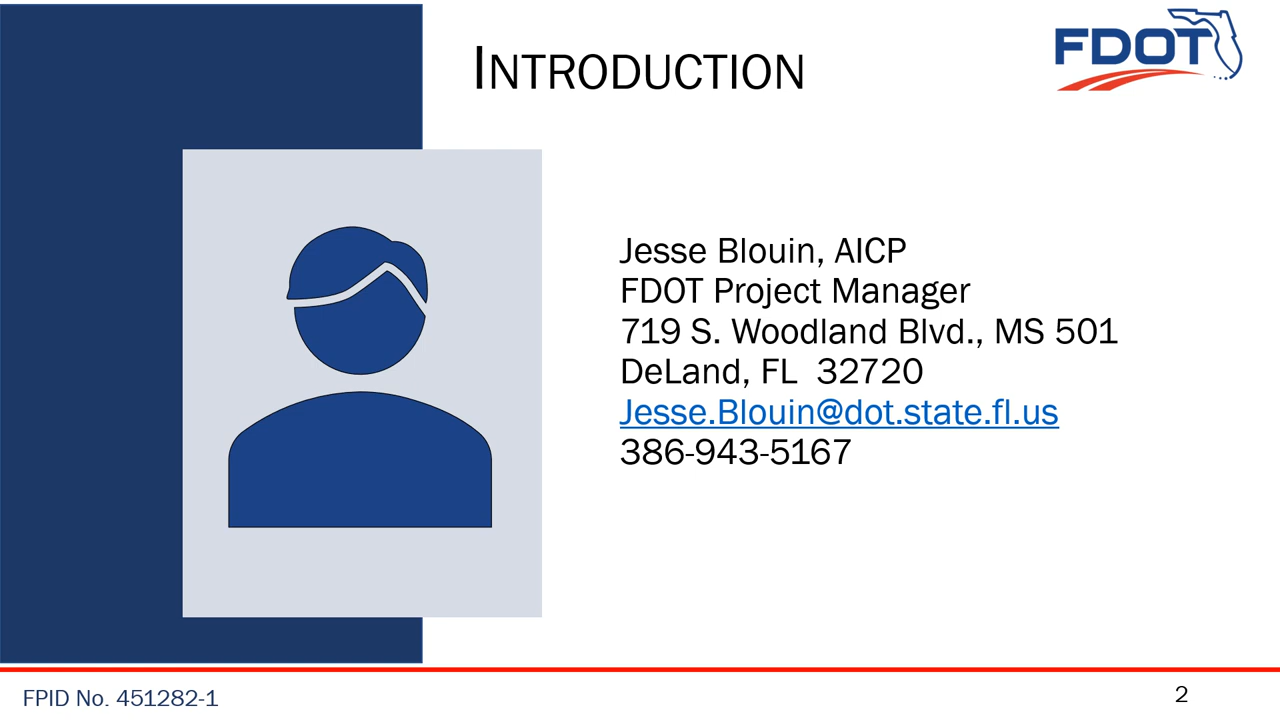 INTRODUCTION
FDOT
Jesse Blouin, AICP
FDOT Project Manager
719 S. Woodland Blvd., MS 501
DeLand, FL  32720
Jesse.Blouin@dot.state.fl.us
386-943-5167
FPID No. 451282-1
2